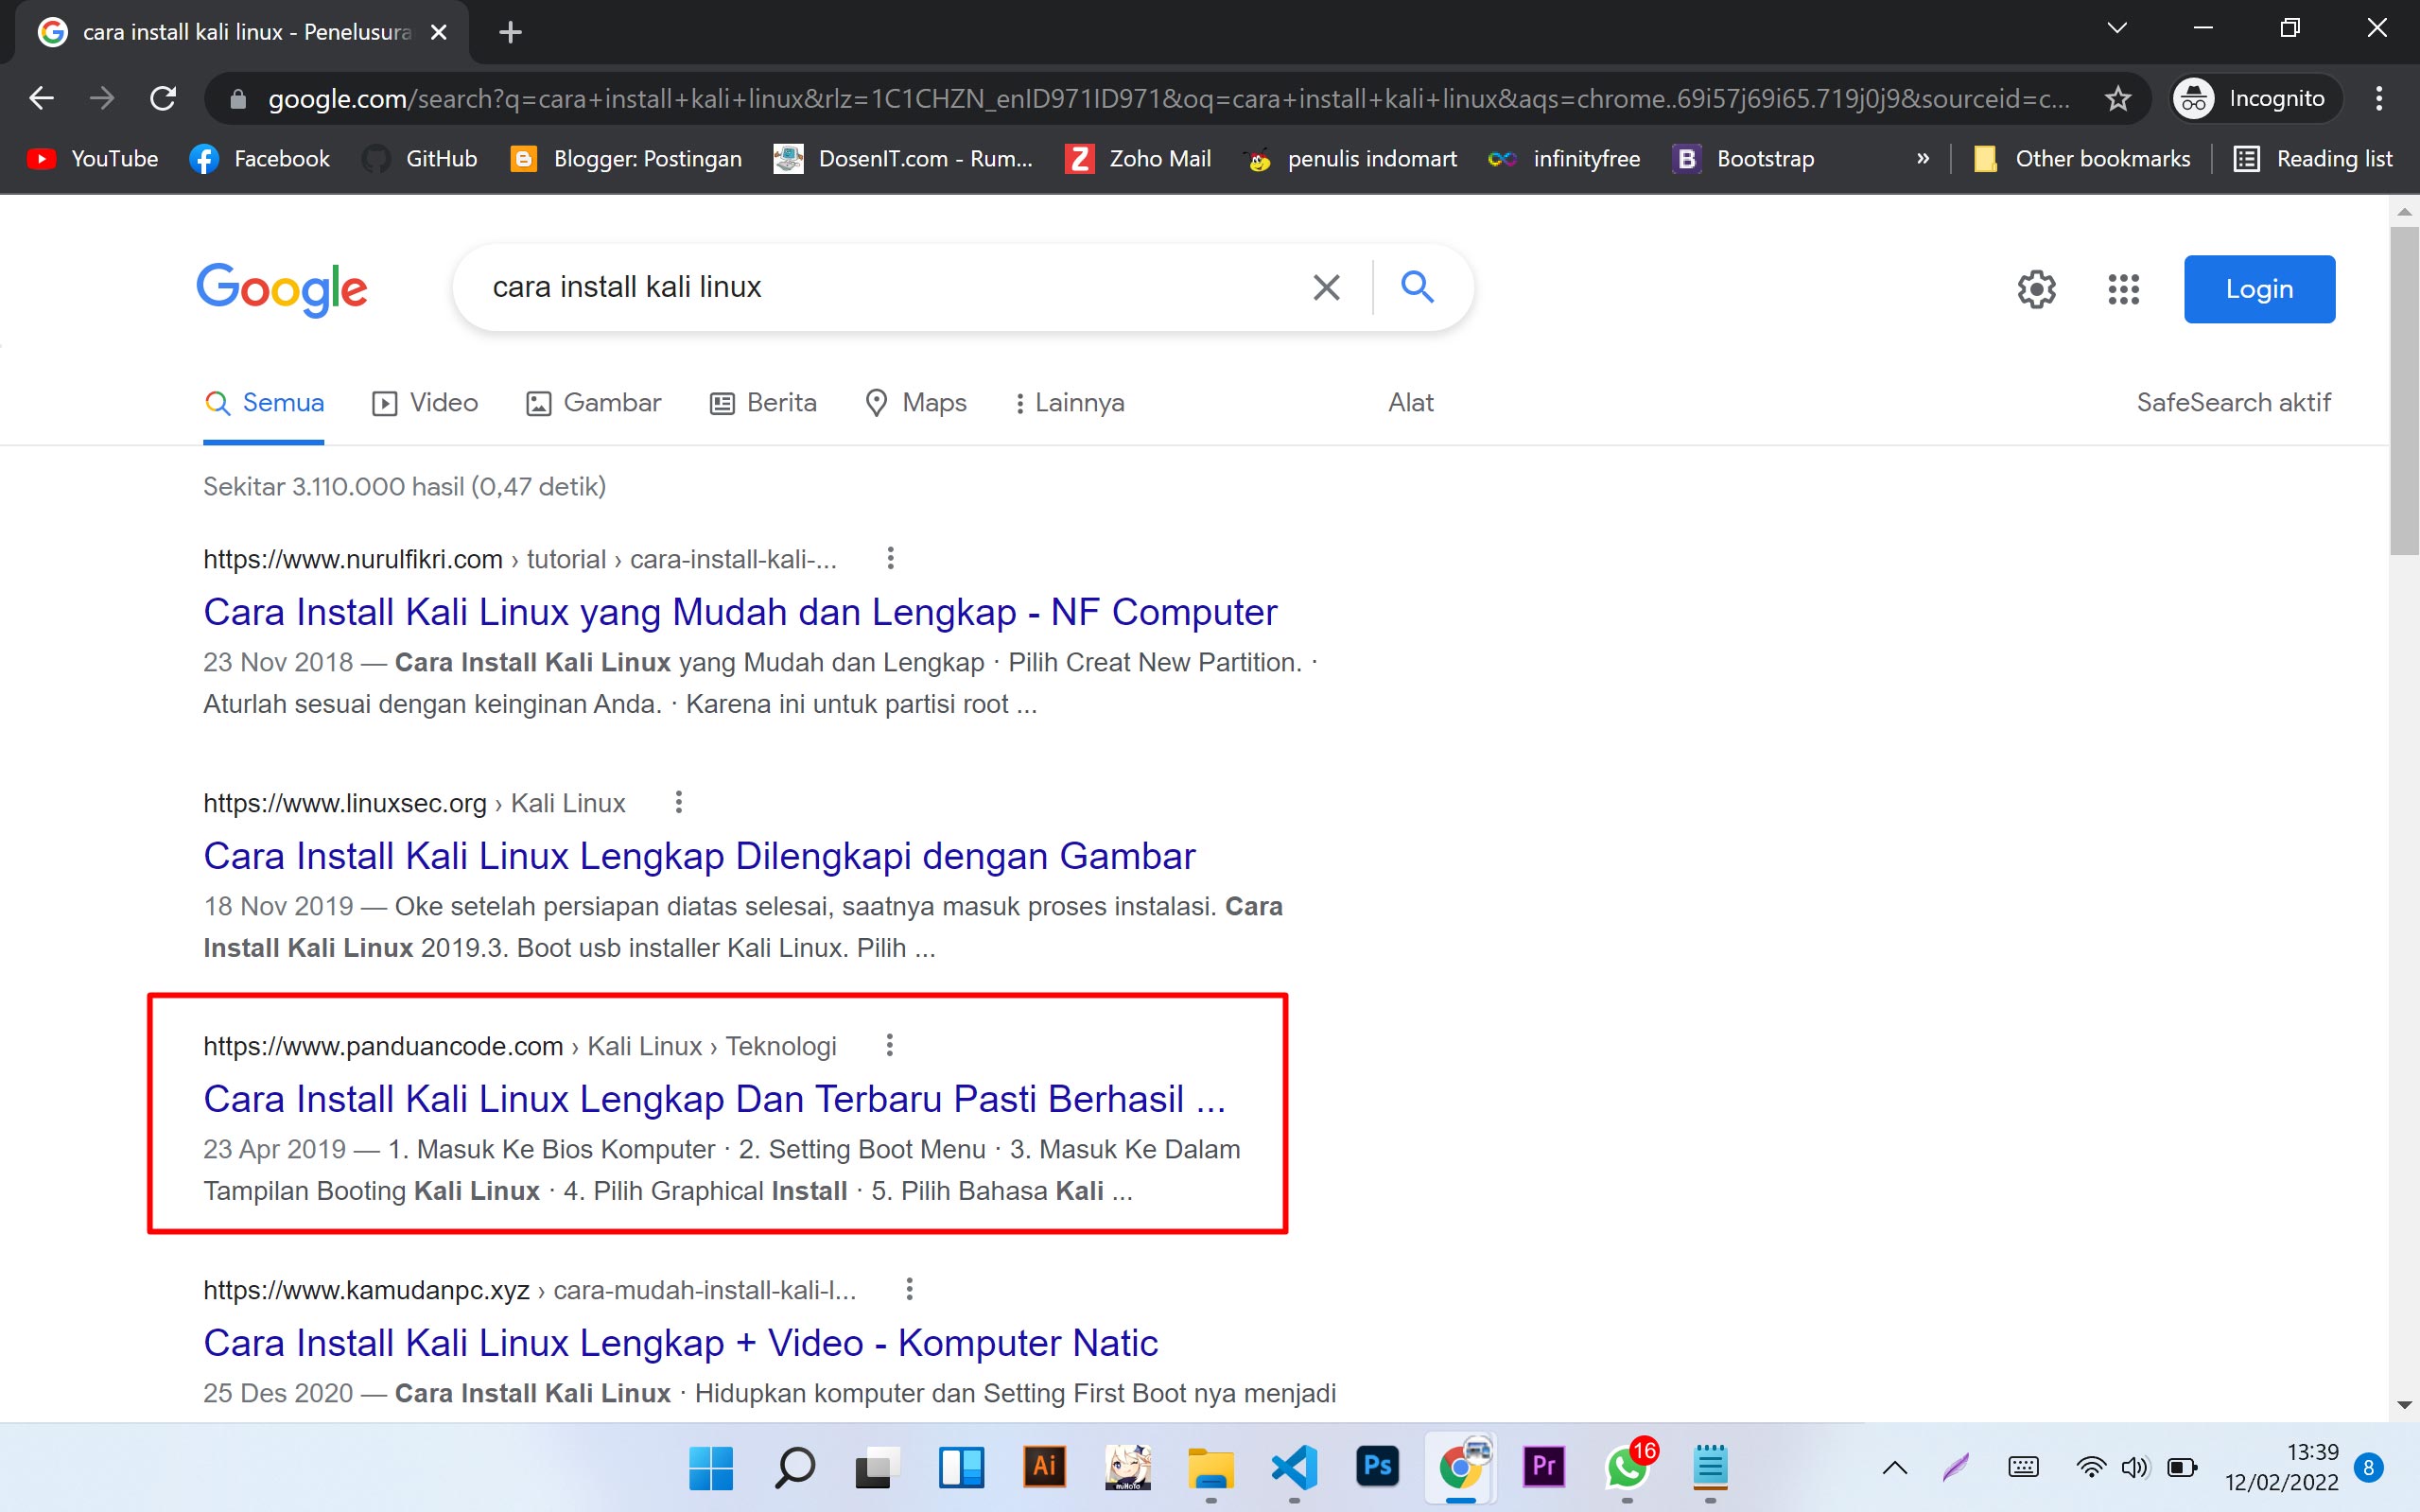 cara install kali linux - Penelusura
google.com/search?q=cara+install+kali+linux&rlz=1C1CHZN_enID971ID971&oq=cara+install+kali+linux&aqs=chrome..69i57j69i65.719j0j9&sourceid=c...
Incognito
YouTube Facebook GitHub Blogger: Postingan DosenIT.com - Rum... Zoho Mail penulis indomart infinityfree Bootstrap » Other bookmarks Reading list
Google cara install kali linux Login
Semua Video Gambar Berita Maps Lainnya Alat SafeSearch aktif
Sekitar 3.110.000 hasil (0,47 detik)
https://www.nurulfikri.com › tutorial › cara-install-kali-...
Cara Install Kali Linux yang Mudah dan Lengkap - NF Computer
23 Nov 2018 — Cara Install Kali Linux yang Mudah dan Lengkap · Pilih Creat New Partition. ·
Aturlah sesuai dengan keinginan Anda. · Karena ini untuk partisi root ...
https://www.linuxsec.org › Kali Linux
Cara Install Kali Linux Lengkap Dilengkapi dengan Gambar
18 Nov 2019 — Oke setelah persiapan diatas selesai, saatnya masuk proses instalasi. Cara
Install Kali Linux 2019.3. Boot usb installer Kali Linux. Pilih ...
https://www.panduancode.com › Kali Linux › Teknologi
Cara Install Kali Linux Lengkap Dan Terbaru Pasti Berhasil ...
23 Apr 2019 — 1. Masuk Ke Bios Komputer · 2. Setting Boot Menu · 3. Masuk Ke Dalam
Tampilan Booting Kali Linux · 4. Pilih Graphical Install · 5. Pilih Bahasa Kali ...
https://www.kamudanpc.xyz › cara-mudah-install-kali-l...
Cara Install Kali Linux Lengkap + Video - Komputer Natic
25 Des 2020 — Cara Install Kali Linux · Hidupkan komputer dan Setting First Boot nya menjadi
Ai Ps Pr 16
13:39
12/02/2022 8